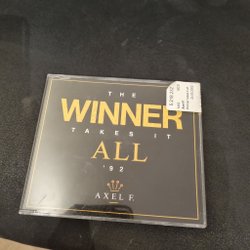 THE
WINNER
TAKES IT
ALL
'92
AXEL F.